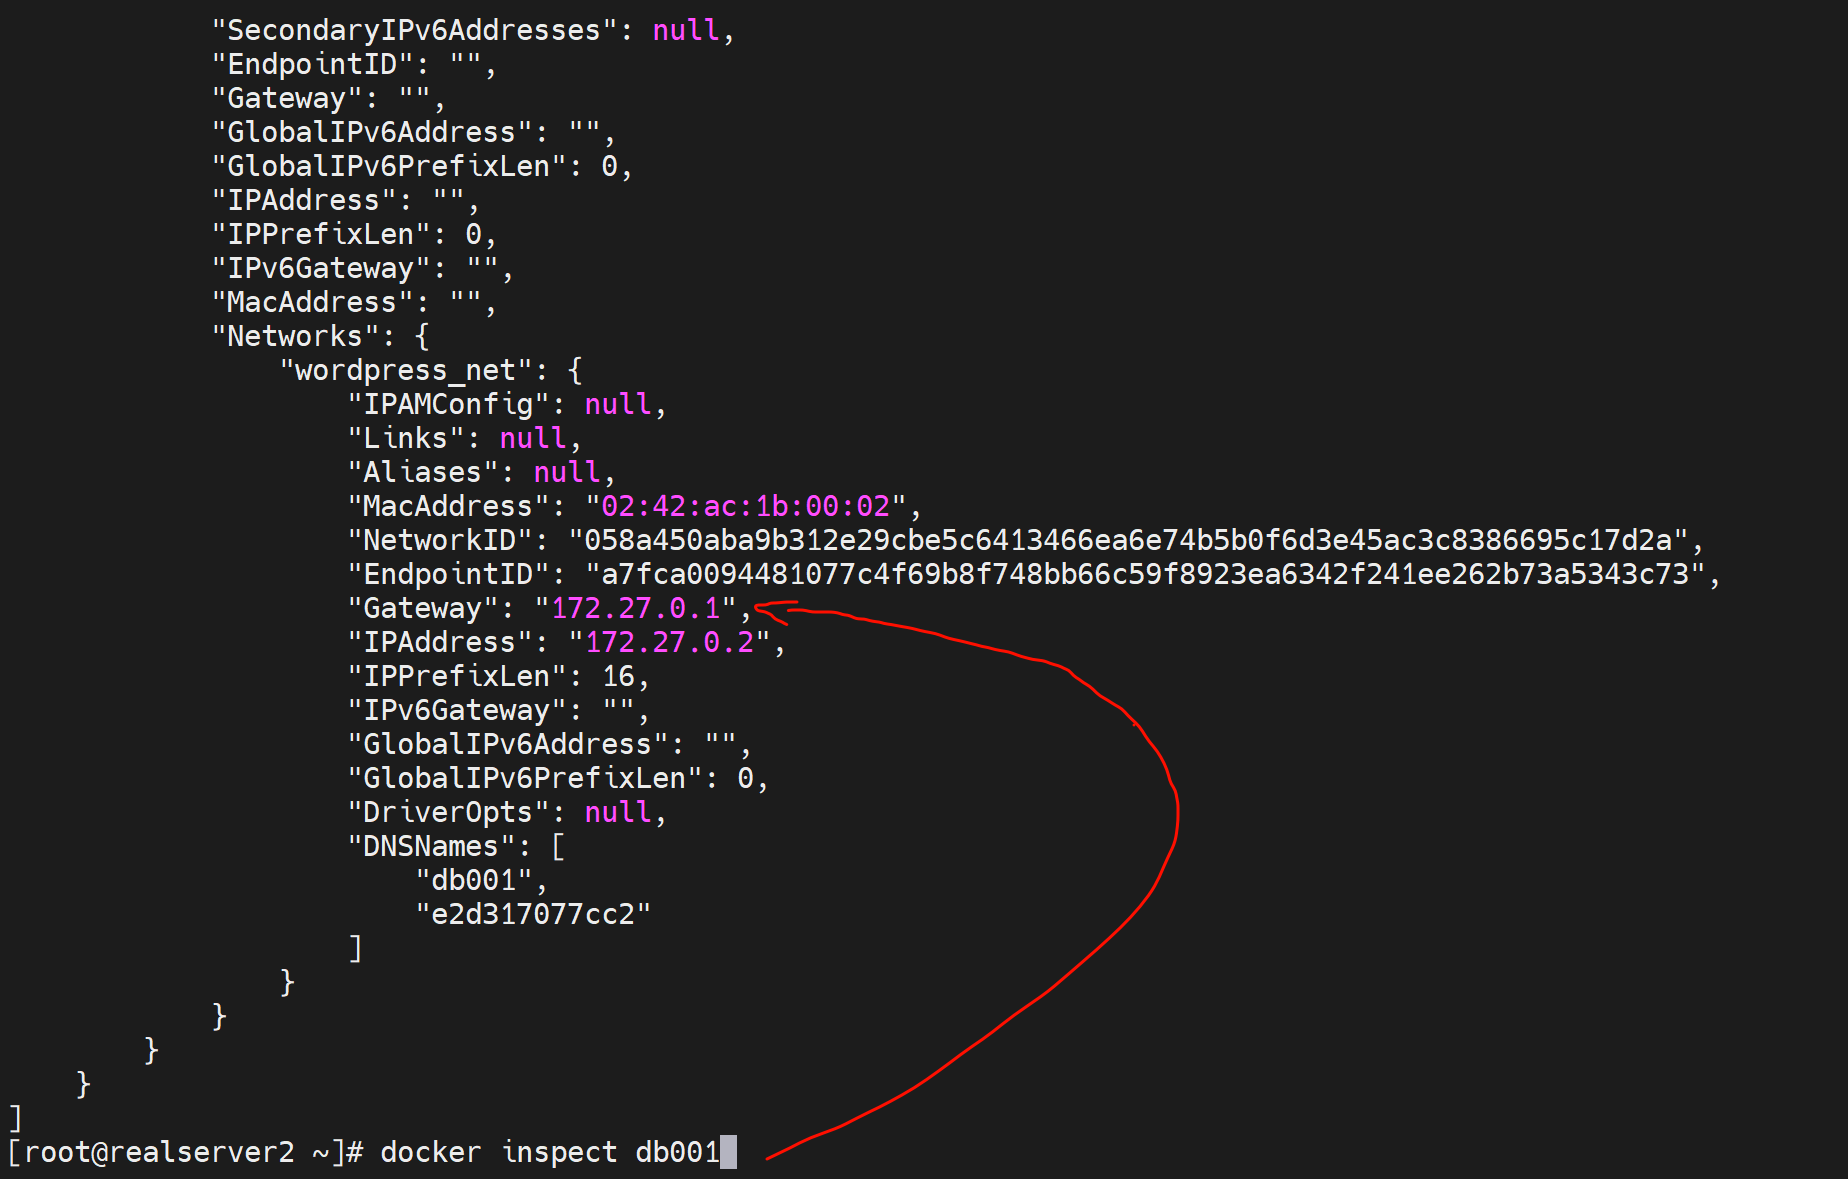 "SecondaryIPv6Addresses": null,
"EndpointID": "",
"Gateway": "",
"GlobalIPv6Address": "",
"GlobalIPv6PrefixLen": 0,
"IPAddress": "",
"IPPrefixLen": 0,
"IPv6Gateway": "",
"MacAddress": "",
"Networks": {
"wordpress_net": {
"IPAMConfig": null,
"Links": null,
"Aliases": null,
"MacAddress": "02:42:ac:1b:00:02",
"NetworkID": "058a450aba9b312e29cbe5c6413466ea6e74b5b0f6d3e45ac3c8386695c17d2a",
"EndpointID": "a7fca0094481077c4f69b8f748bb66c59f8923ea6342f241ee262b73a5343c73",
"Gateway": "172.27.0.1",
"IPAddress": "172.27.0.2",
"IPPrefixLen": 16,
"IPv6Gateway": "",
"GlobalIPv6Address": "",
"GlobalIPv6PrefixLen": 0,
"DriverOpts": null,
"DNSNames": [
"db001",
"e2d317077cc2"
]
}
}
}
}
]
[root@realserver2 ~]# docker inspect db001